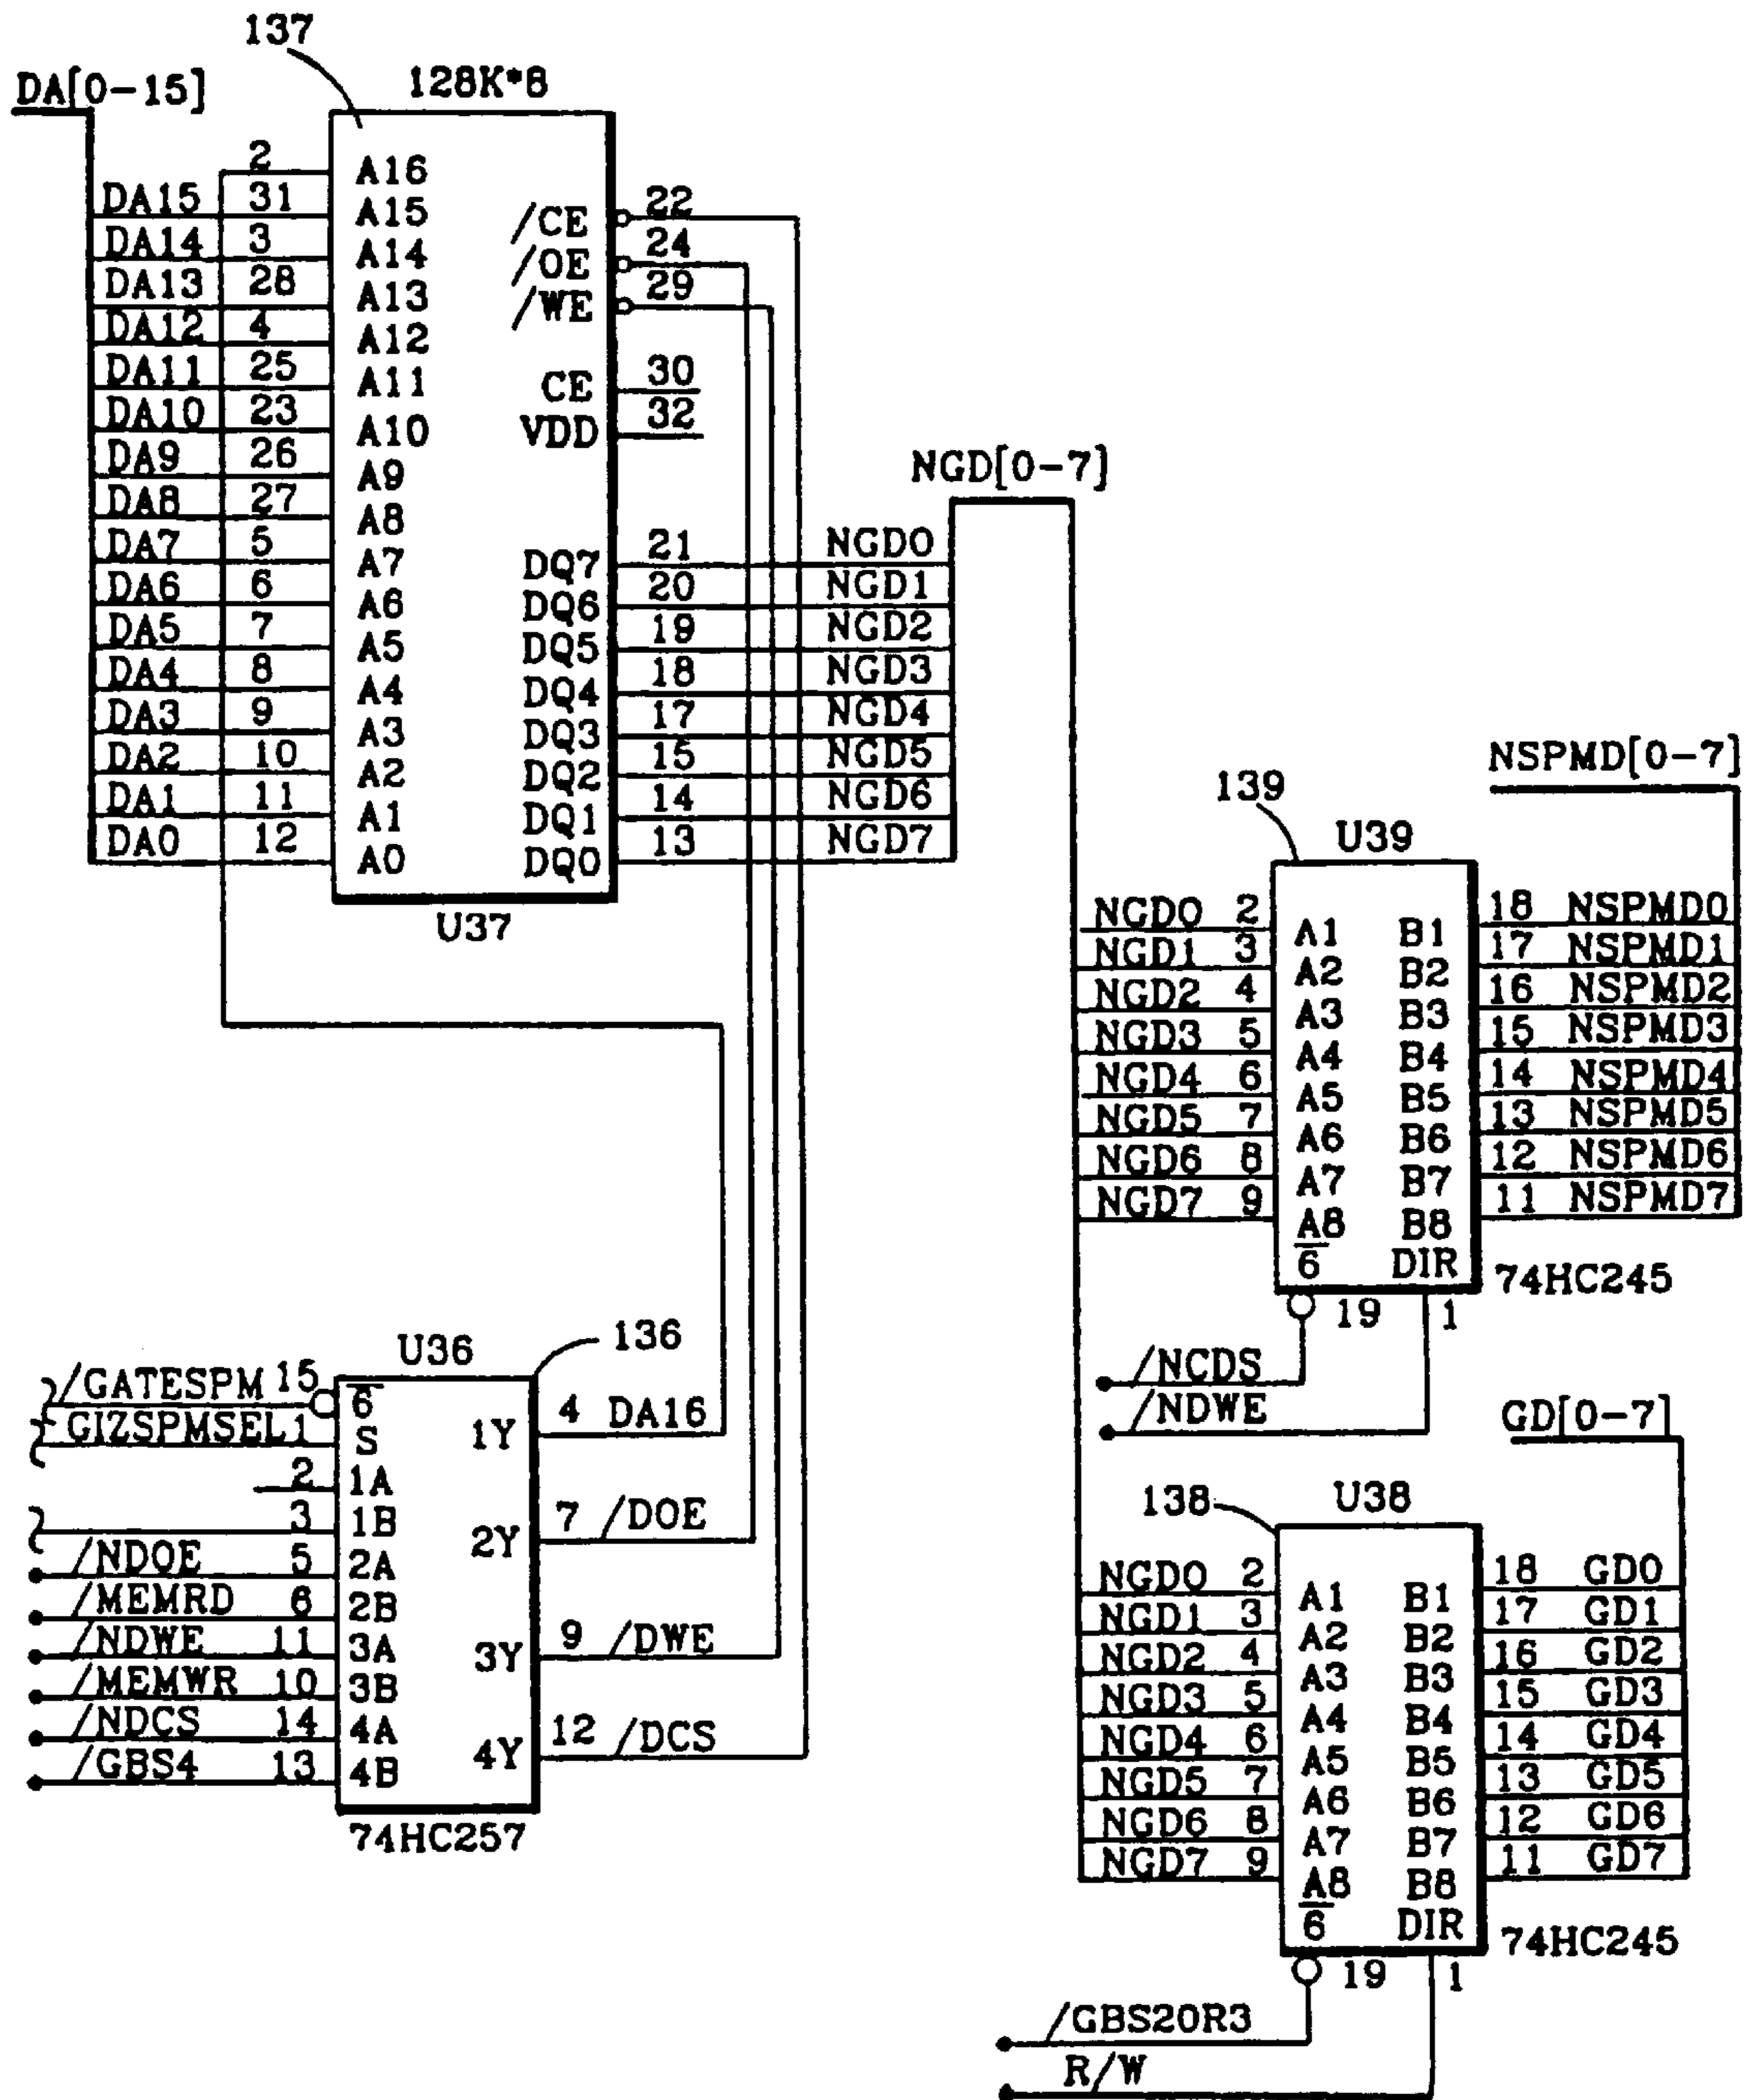 137
DA[0-15]
128K*8
2 A16
DA15 31 A15
DA14 3 A14
DA13 28 A13
DA12 4 A12
DA11 25 A11
DA10 23 A10
DA9 26 A9
DA8 27 A8
DA7 5 A7
DA6 6 A6
DA5 7 A5
DA4 8 A4
DA3 9 A3
DA2 10 A2
DA1 11 A1
DA0 12 A0
/CE 22
/OE 24
/WE 29
CE 30
VDD 32
DQ7 21 NGD0
DQ6 20 NGD1
DQ5 19 NGD2
DQ4 18 NGD3
DQ3 17 NGD4
DQ2 15 NGD5
DQ1 14 NGD6
DQ0 13 NGD7
U37
NGD[0-7]
NSPMD[0-7]
139
U39
NGD0 2 A1 B1 18 NSPMD0
NGD1 3 A2 B2 17 NSPMD1
NGD2 4 A3 B3 16 NSPMD2
NGD3 5 A4 B4 15 NSPMD3
NGD4 6 A5 B5 14 NSPMD4
NGD5 7 A6 B6 13 NSPMD5
NGD6 8 A7 B7 12 NSPMD6
NGD7 9 A8 B8 11 NSPMD7
6 DIR 74HC245
19 1
/NCDS
/NDWE
U36
136
/GATESPM 15 6
GIZSPMSEL 1 S
2 1A
3 1B
/NDOE 5 2A
/MEMRD 6 2B
/NDWE 11 3A
/MEMWR 10 3B
/NDCS 14 4A
/GBS4 13 4B
1Y 4 DA16
2Y 7 /DOE
3Y 9 /DWE
4Y 12 /DCS
74HC257
GD[0-7]
138
U38
NGD0 2 A1 B1 18 GD0
NGD1 3 A2 B2 17 GD1
NGD2 4 A3 B3 16 GD2
NGD3 5 A4 B4 15 GD3
NGD4 6 A5 B5 14 GD4
NGD5 7 A6 B6 13 GD5
NGD6 8 A7 B7 12 GD6
NGD7 9 A8 B8 11 GD7
6 DIR 74HC245
19 1
/GBS20R3
R/W